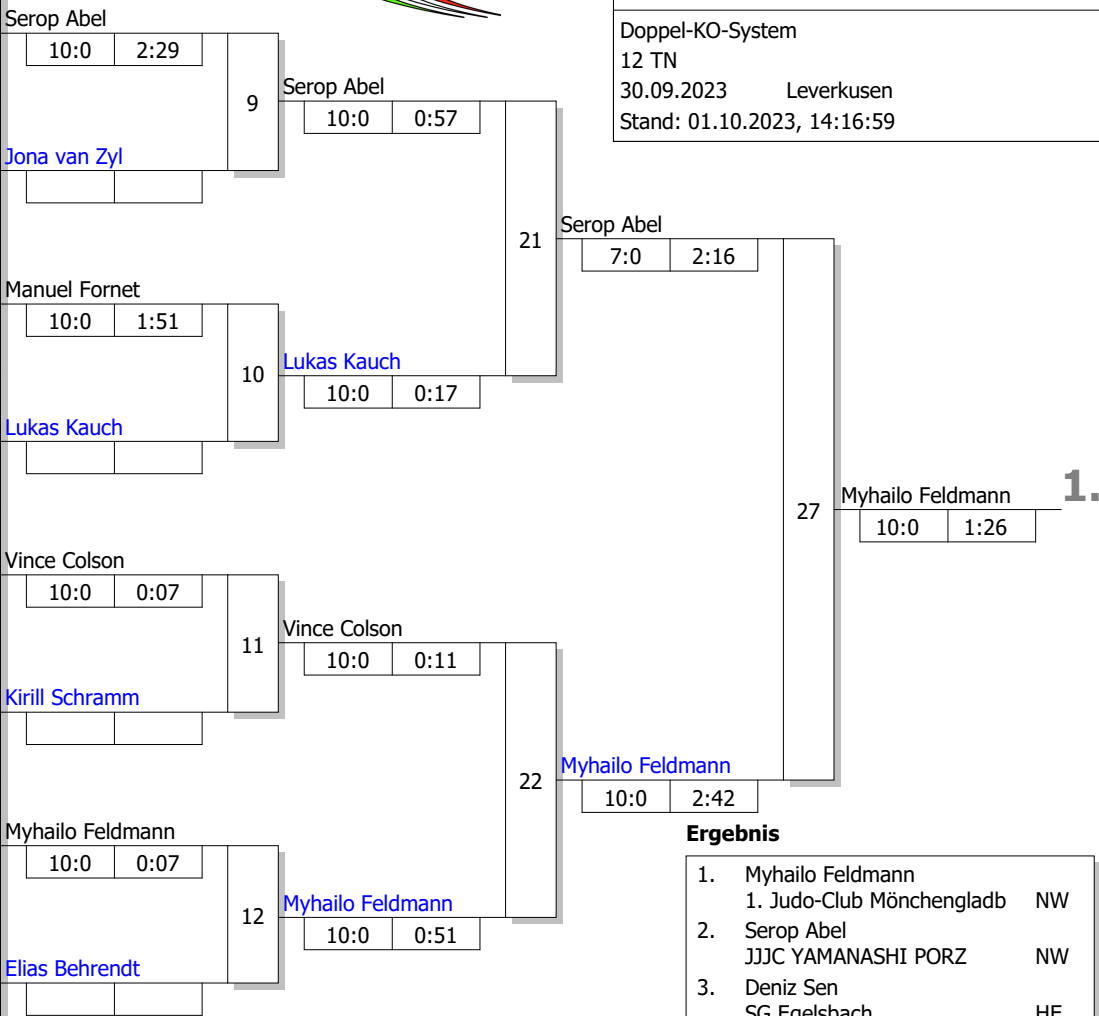 Serop Abel
10:0 2:29
9
Jona van Zyl
Serop Abel
10:0 0:57
Doppel-KO-System
12 TN
30.09.2023 Leverkusen
Stand: 01.10.2023, 14:16:59
21
Serop Abel
7:0 2:16
Manuel Fornet
10:0 1:51
10
Lukas Kauch
10:0 0:17
Lukas Kauch
27
Myhailo Feldmann 1.
10:0 1:26
Vince Colson
10:0 0:07
11
Kirill Schramm
Vince Colson
10:0 0:11
22
Myhailo Feldmann
10:0 2:42
Myhailo Feldmann
10:0 0:07
12
Myhailo Feldmann
10:0 0:51
Elias Behrendt
Ergebnis
1. Myhailo Feldmann
1. Judo-Club Mönchengladb NW
2. Serop Abel
JJJC YAMANASHI PORZ NW
3. Deniz Sen
SG Egelsbach HE